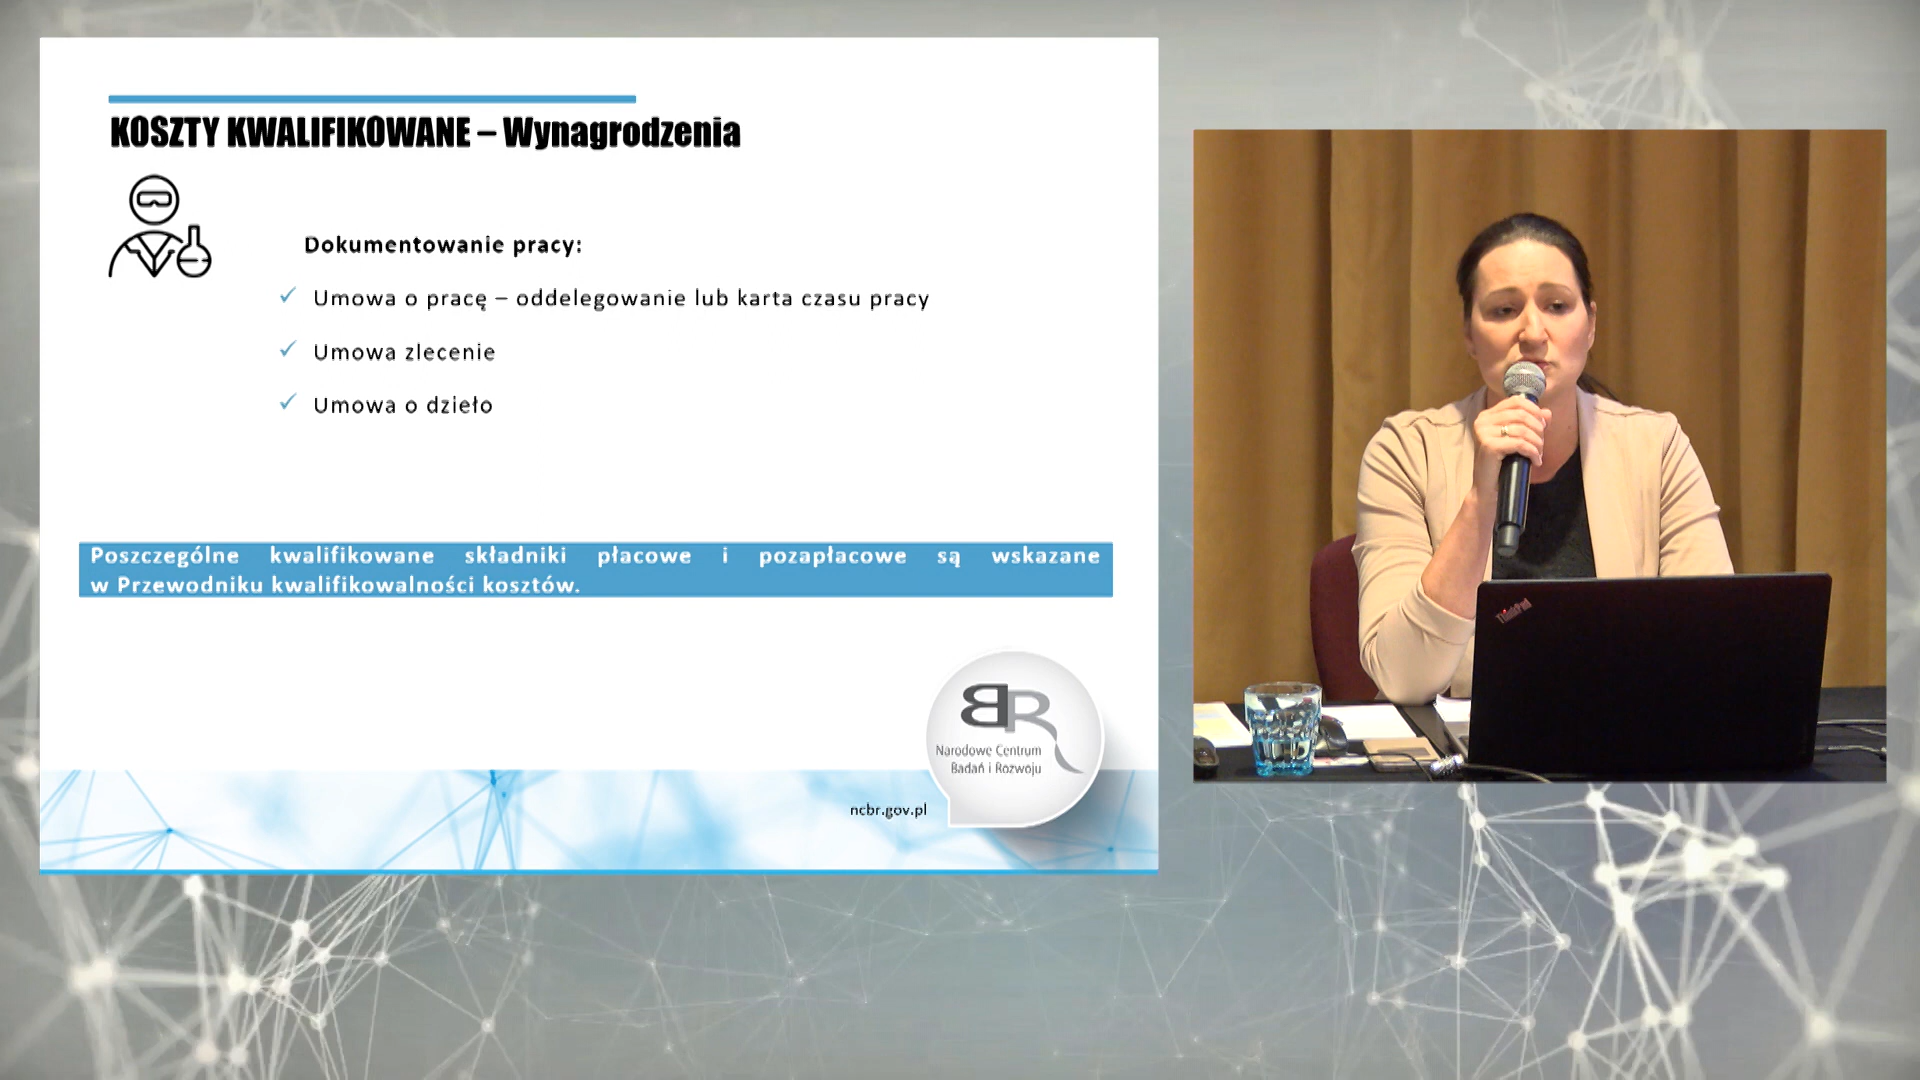 KOSZTY KWALIFIKOWANE – Wynagrodzenia
Dokumentowanie pracy:
Umowa o pracę – oddelegowanie lub karta czasu pracy
Umowa zlecenie
Umowa o dzieło
Poszczególne kwalifikowane składniki płacowe i pozapłacowe są wskazane
w Przewodniku kwalifikowalności kosztów.
BR
Narodowe Centrum
Badań i Rozwoju
ncbr.gov.pl
ThinkPad